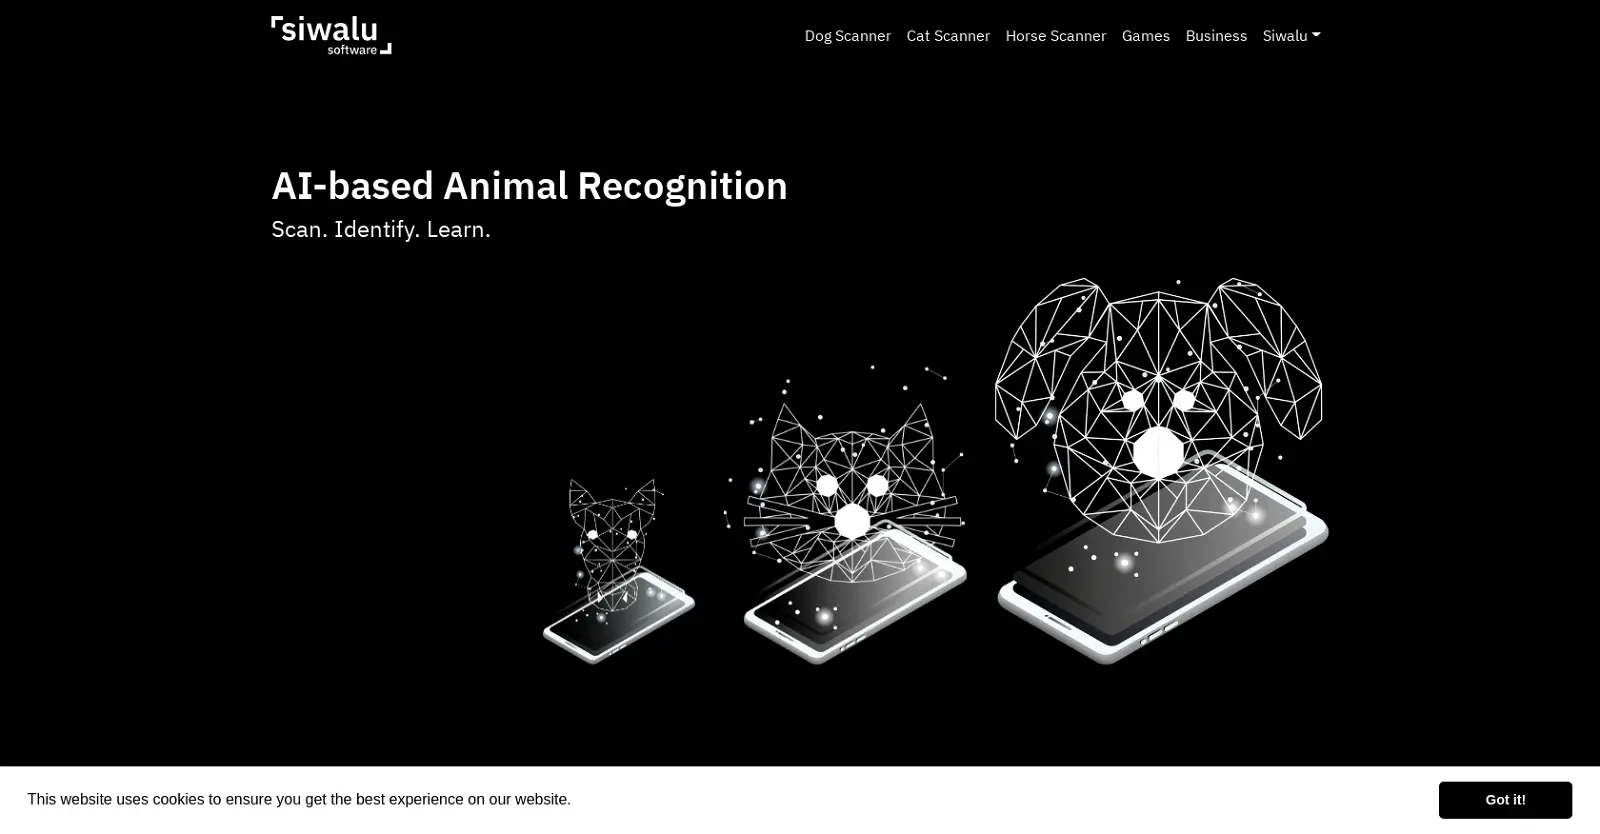 siwalu
software
Dog Scanner Cat Scanner Horse Scanner Games Business Siwalu
AI-based Animal Recognition
Scan. Identify. Learn.
This website uses cookies to ensure you get the best experience on our website.
Got it!